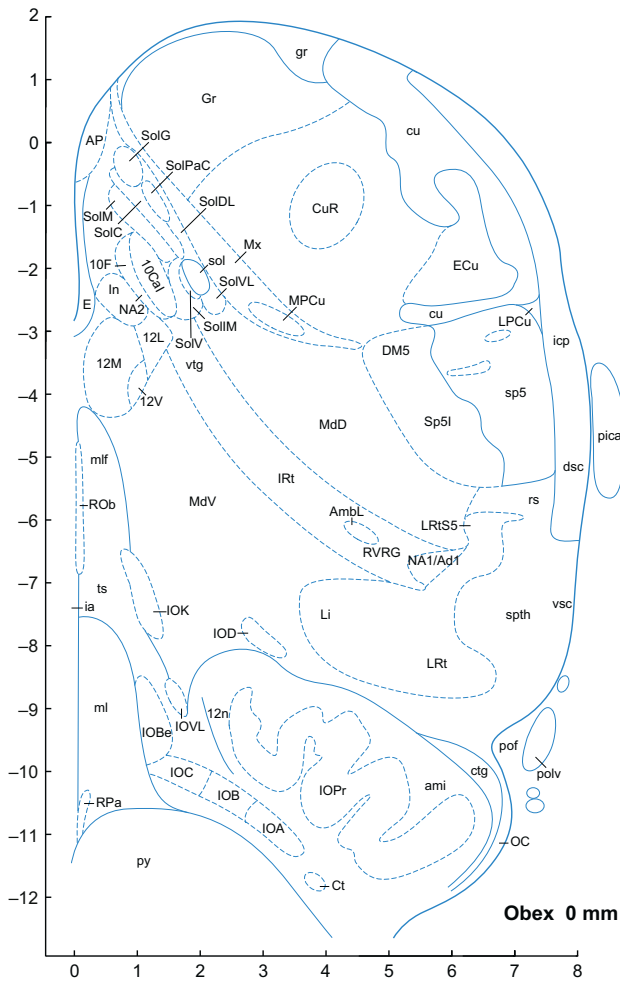 2
gr
1
Gr
cu
0
AP
SolG
SolPaC
SolDL
CuR
–1
SolM
SolC
Mx
sol
ECu
–2
10F
10Cal
SolVL
In
MPCu
E
NA2
cu
LPCu
–3
12L
SolIM
SolV
icp
DM5
12M
vtg
sp5
–4
12V
Sp5I
MdD
pica
–5
mlf
dsc
IRt
MdV
rs
ROb
AmbL
–6
LRtS5
RVRG
NA1/Ad1
–7
ts
vsc
ia
IOK
Li
spth
IOD
–8
LRt
–9
ml
12n
IOVL
IOBe
pof
–10
IOC
ctg
polv
IOPr
ami
IOB
RPa
–11
IOA
OC
py
Ct
–12
Obex 0 mm
0 1 2 3 4 5 6 7 8